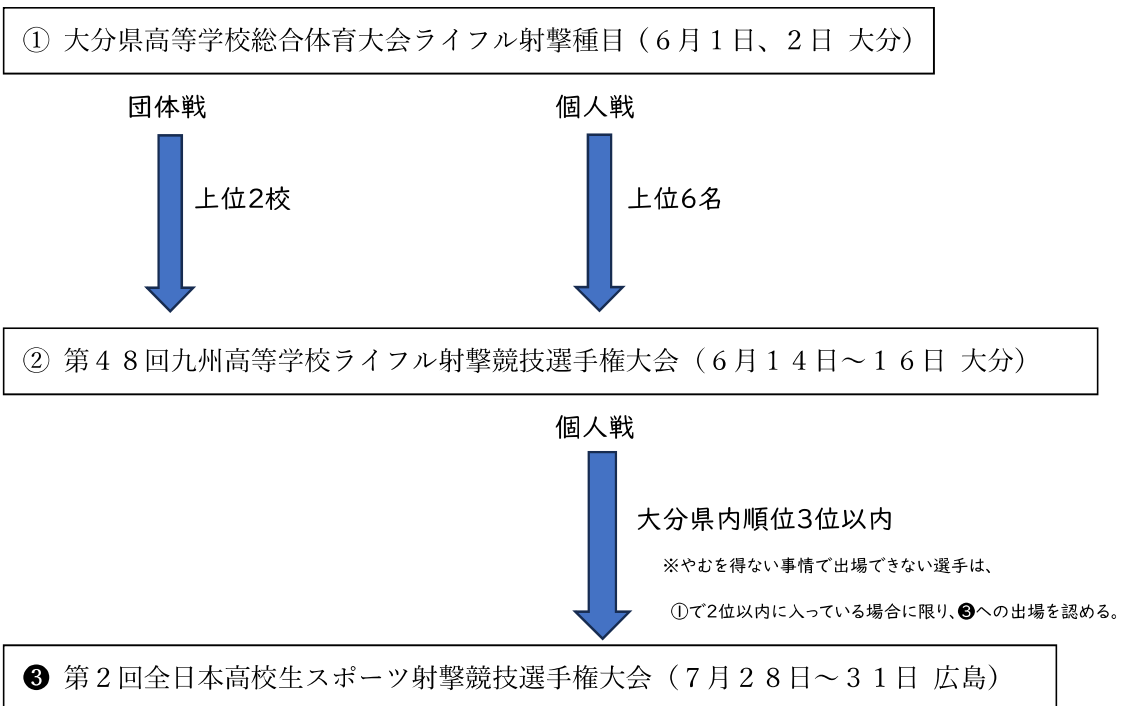 ① 大分県高等学校総合体育大会ライフル射撃種目（６月１日、２日 大分）
団体戦
個人戦
上位2校
上位6名
② 第４８回九州高等学校ライフル射撃競技選手権大会（６月１４日～１６日 大分）
個人戦
大分県内順位3位以内
※やむを得ない事情で出場できない選手は、
①で2位以内に入っている場合に限り、❸への出場を認める。
❸ 第２回全日本高校生スポーツ射撃競技選手権大会（７月２８日～３１日 広島）